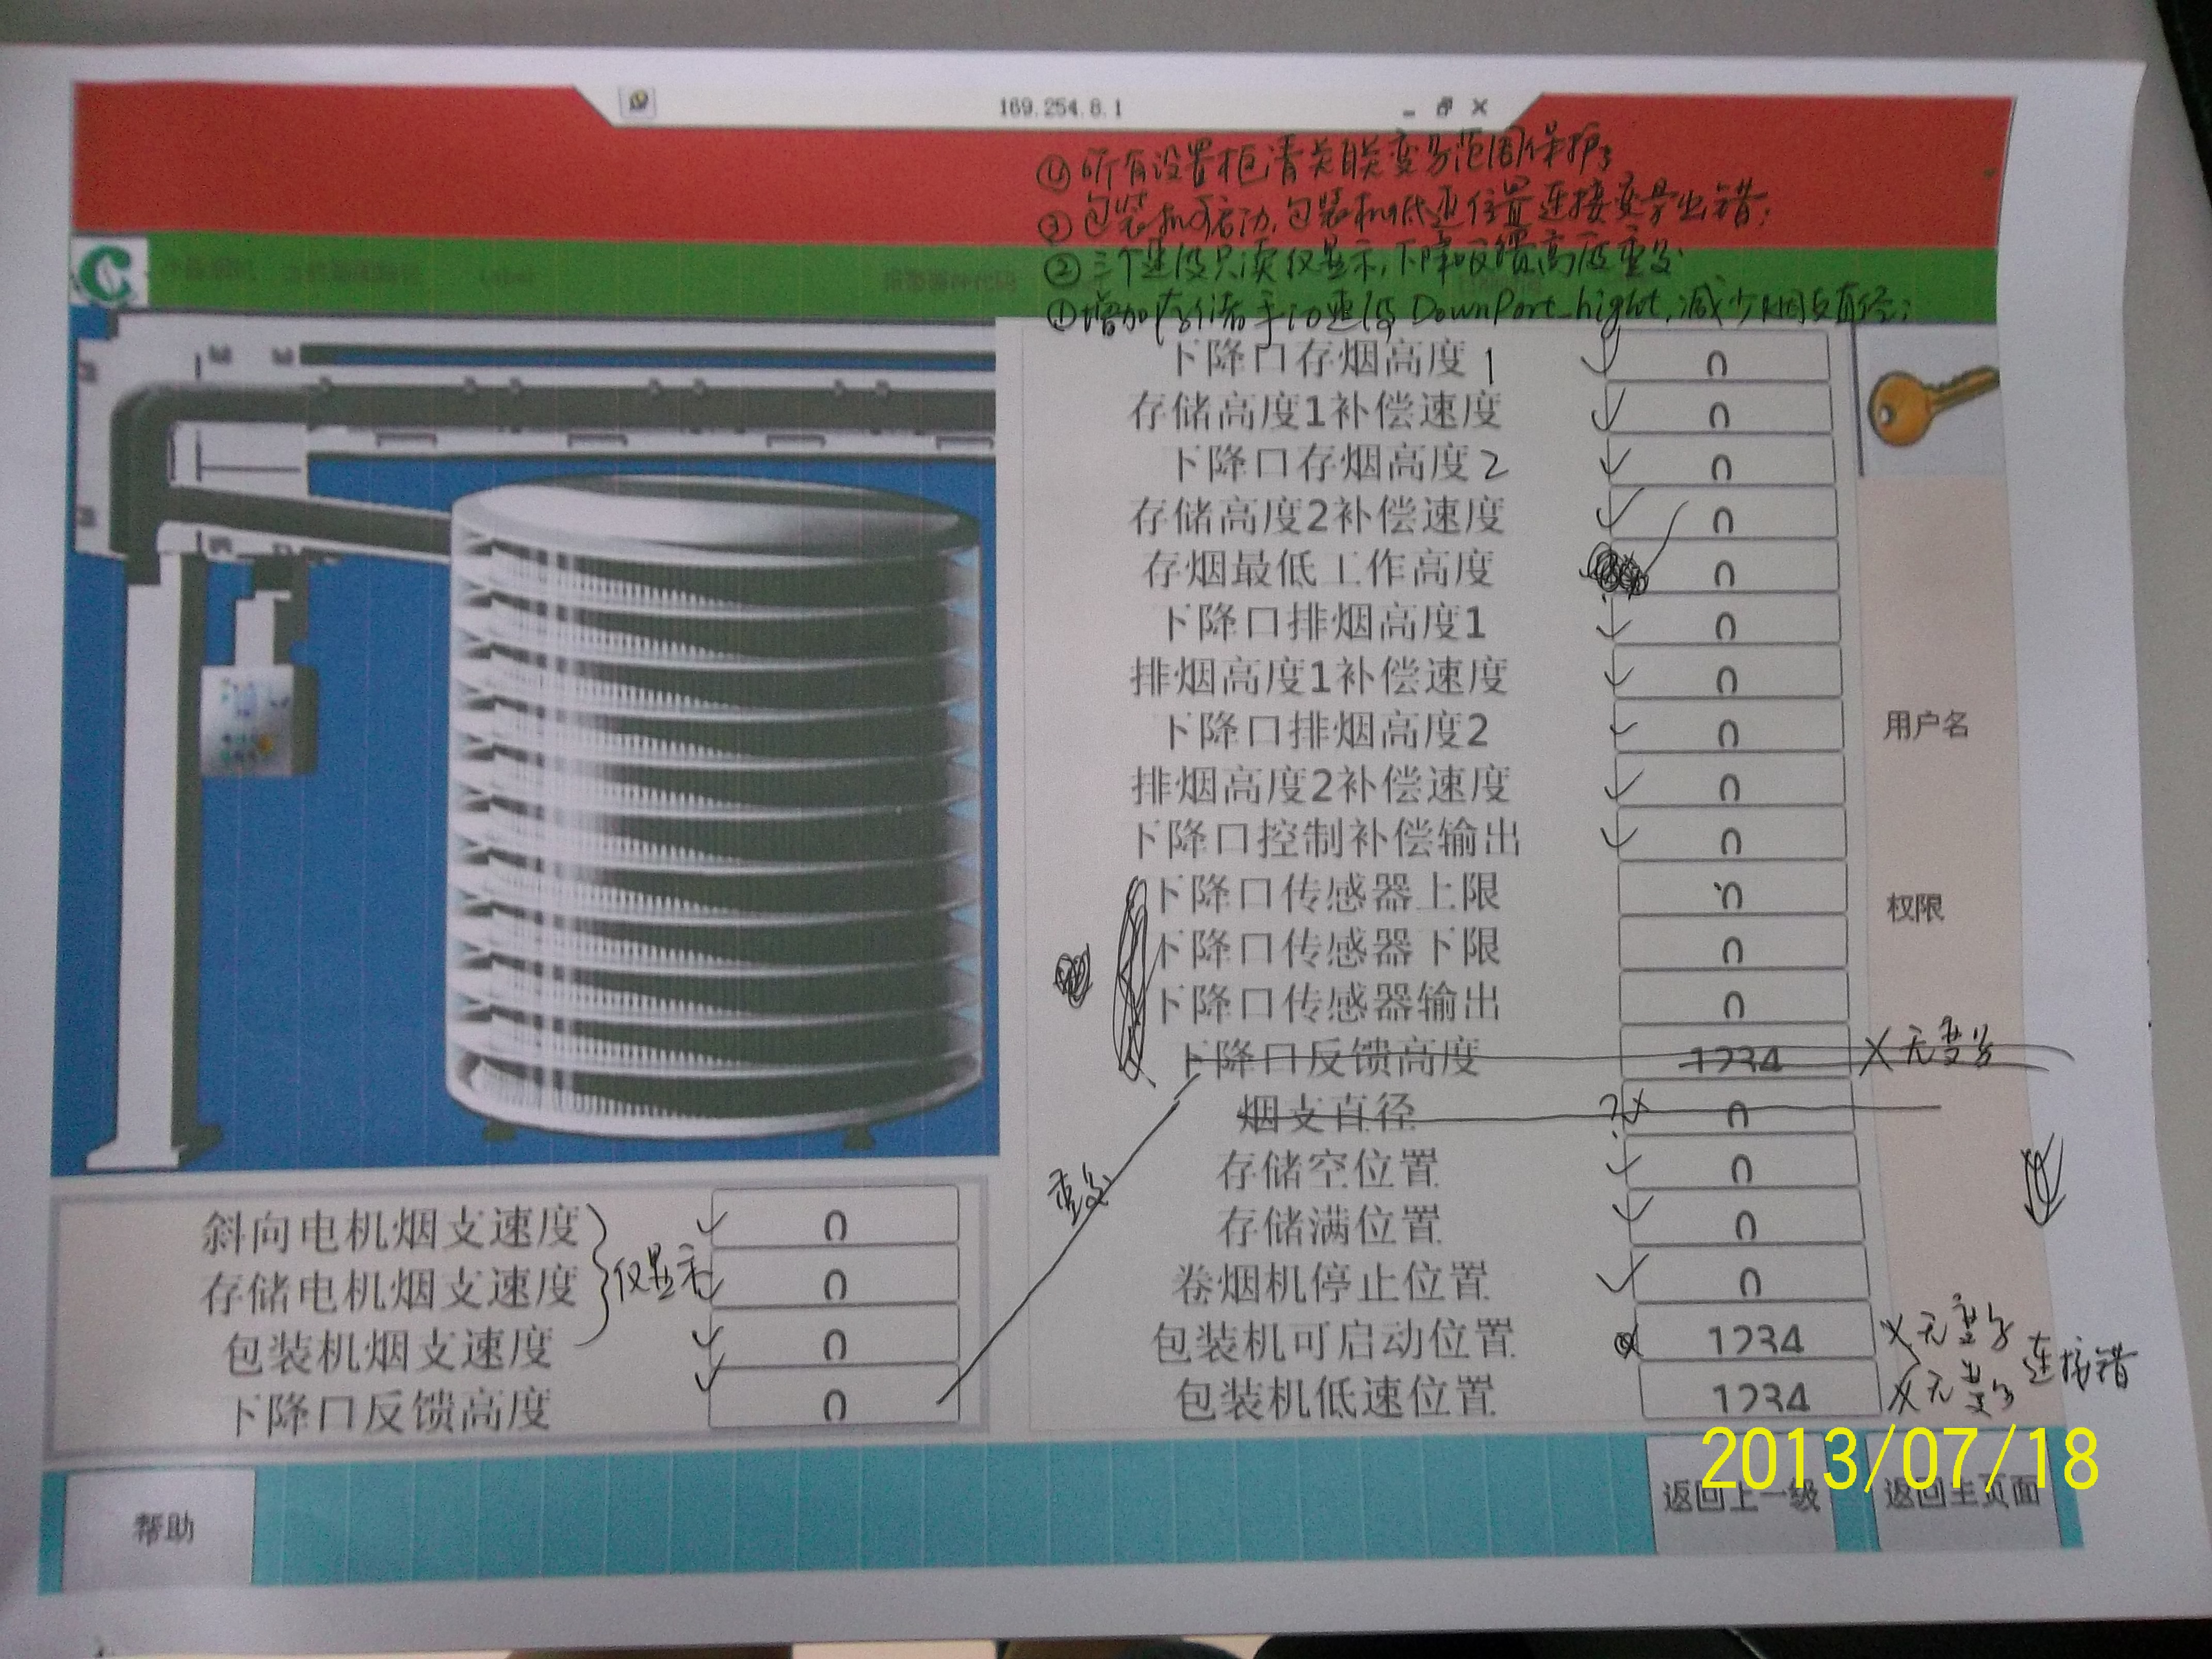 169.254.8.1
④所有设置框请关联变量范围保护;
③包装机可启动,包装机低速位置连接变量出错;
②三个速度只读仅显示,下降口反馈高度重复
①增加存储手动速度 DownPort_hight,减少烟支直径;
下降口存烟高度1 0
存储高度1补偿速度 0
下降口存烟高度2 0
存储高度2补偿速度 0
存烟最低工作高度 0
下降口排烟高度1 0
排烟高度1补偿速度 0
下降口排烟高度2 0
用户名
排烟高度2补偿速度 0
下降口控制补偿输出 0
下降口传感器上限 0
权限
下降口传感器下限 0
下降口传感器输出 0
下降口反馈高度 1234 ×无变量
烟支直径 ?× 0
存储空位置 0
重复
存储满位置 0
卷烟机停止位置 0
包装机可启动位置 1234 ×无变量
包装机低速位置 1234 ×无变量
连接错
斜向电机烟支速度 0
存储电机烟支速度 仅显示 0
包装机烟支速度 0
下降口反馈高度 0
2013/07/18
帮助
返回上一级
返回主页面